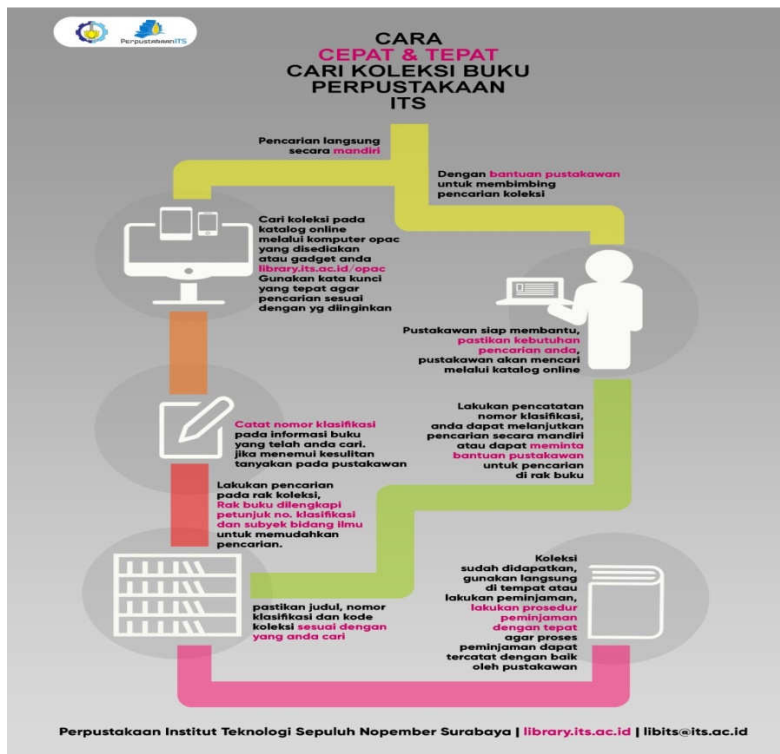 PerpustakaanITS
CARA
CEPAT & TEPAT
CARI KOLEKSI BUKU
PERPUSTAKAAN
ITS
Pencarian langsung
secara mandiri
Dengan bantuan pustakawan
untuk membimbing
pencarian koleksi
Cari koleksi pada
katalog online
melalui komputer opac
yang disediakan
atau gadget anda
library.its.ac.id/opac
Gunakan kata kunci
yang tepat agar
pencarian sesuai
dengan yg diinginkan
Pustakawan siap membantu,
pastikan kebutuhan
pencarian anda,
pustakawan akan mencari
melalui katalog online
Catat nomor klasifikasi
pada informasi buku
yang telah anda cari.
jika menemui kesulitan
tanyakan pada pustakawan
Lakukan pencatatan
nomor klasifikasi,
anda dapat melanjutkan
pencarian secara mandiri
atau dapat meminta
bantuan pustakawan
untuk pencarian
di rak buku
Lakukan pencarian
pada rak koleksi,
Rak buku dilengkapi
petunjuk no. klasifikasi
dan subyek bidang ilmu
untuk memudahkan
pencarian.
pastikan judul, nomor
klasifikasi dan kode
koleksi sesuai dengan
yang anda cari
Koleksi
sudah didapatkan,
gunakan langsung
di tempat atau
lakukan peminjaman,
lakukan prosedur
peminjaman
dengan tepat
agar proses
peminjaman dapat
tercatat dengan baik
oleh pustakawan
Perpustakaan Institut Teknologi Sepuluh Nopember Surabaya | library.its.ac.id | libits@its.ac.id